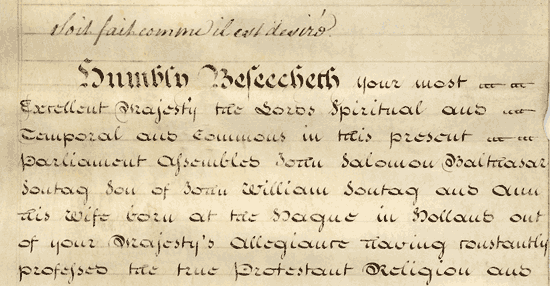 Soit fait comme il est desiré.
Humbly Beseecheth your most
Excellent Majesty the Lords Spiritual and
Temporal and Commons in this present
Parliament Assembled John Salomon Balthasar
Sontag Son of John William Sontag and Ann
his Wife born at the Hague in Holland out
of your Majesty's Allegiance Having constantly
professed the true Protestant Religion and